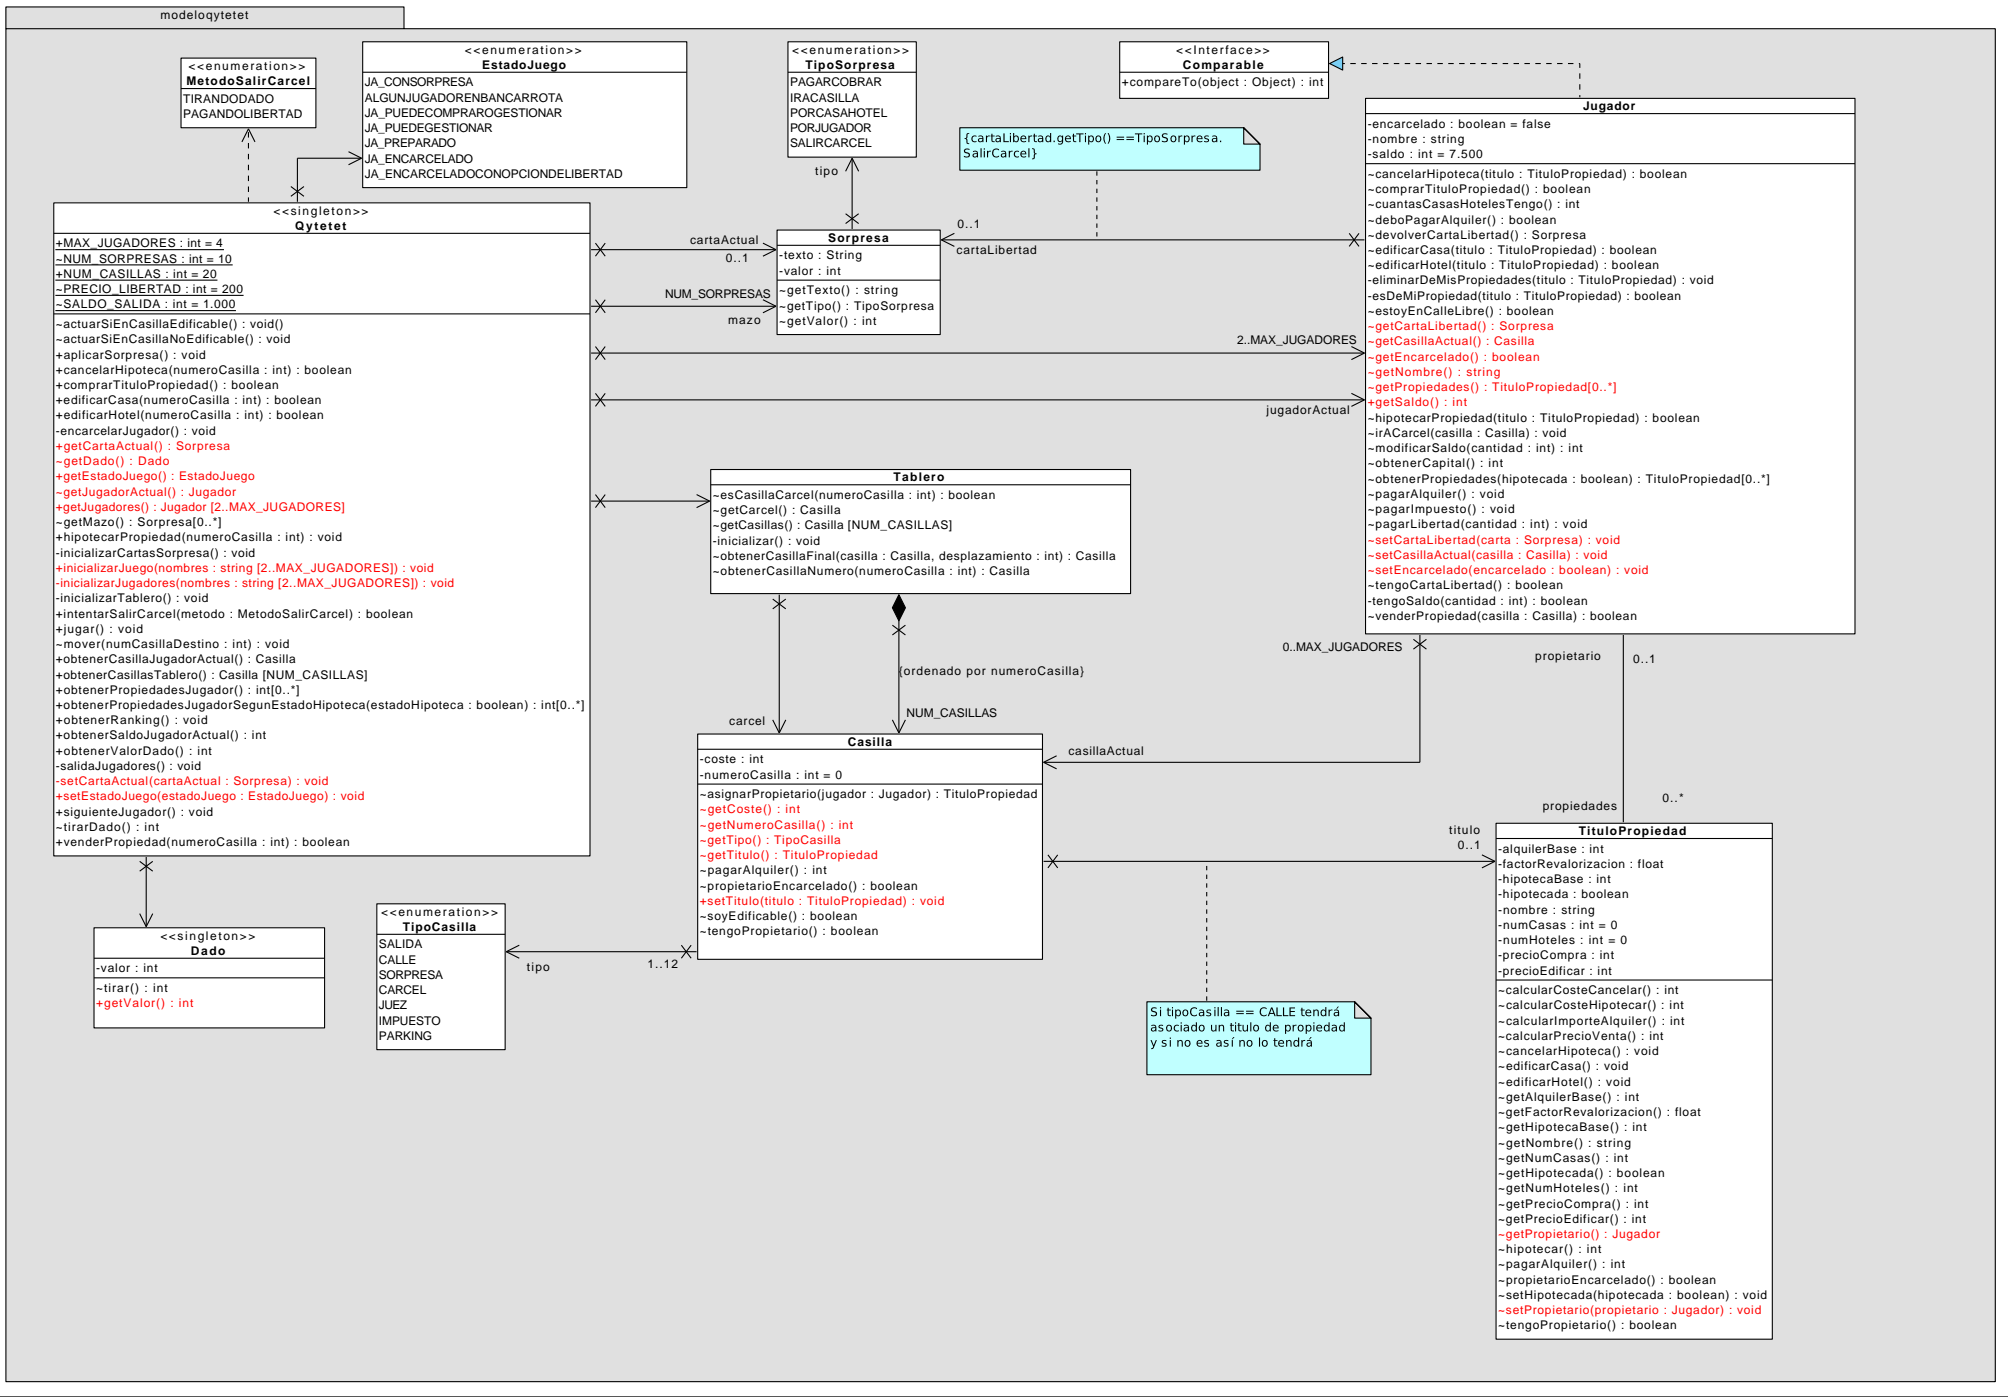 modeloqytetet
<<enumeration>>
MetodoSalirCarcel
TIRANDODADO
PAGANDOLIBERTAD
<<enumeration>>
EstadoJuego
JA_CONSORPRESA
ALGUNJUGADORENBANCARROTA
JA_PUEDECOMPRAROGESTIONAR
JA_PUEDEGESTIONAR
JA_PREPARADO
JA_ENCARCELADO
JA_ENCARCELADOCONOPCIONDELIBERTAD
<<enumeration>>
TipoSorpresa
PAGARCOBRAR
IRACASILLA
PORCASAHOTEL
PORJUGADOR
SALIRCARCEL
tipo
<<Interface>>
Comparable
+compareTo(object : Object) : int
{cartaLibertad.getTipo() ==TipoSorpresa.
SalirCarcel}
Jugador
-encarcelado : boolean = false
-nombre : string
-saldo : int = 7.500
~cancelarHipoteca(titulo : TituloPropiedad) : boolean
~comprarTituloPropiedad() : boolean
~cuantasCasasHotelesTengo() : int
~deboPagarAlquiler() : boolean
~devolverCartaLibertad() : Sorpresa
~edificarCasa(titulo : TituloPropiedad) : boolean
~edificarHotel(titulo : TituloPropiedad) : boolean
-eliminarDeMisPropiedades(titulo : TituloPropiedad) : void
-esDeMiPropiedad(titulo : TituloPropiedad) : boolean
~estoyEnCalleLibre() : boolean
~getCartaLibertad() : Sorpresa
~getCasillaActual() : Casilla
~getEncarcelado() : boolean
~getNombre() : string
~getPropiedades() : TituloPropiedad[0..*]
+getSaldo() : int
~hipotecarPropiedad(titulo : TituloPropiedad) : boolean
~irACarcel(casilla : Casilla) : void
~modificarSaldo(cantidad : int) : int
~obtenerCapital() : int
~obtenerPropiedades(hipotecada : boolean) : TituloPropiedad[0..*]
~pagarAlquiler() : void
~pagarImpuesto() : void
~pagarLibertad(cantidad : int) : void
~setCartaLibertad(carta : Sorpresa) : void
~setCasillaActual(casilla : Casilla) : void
~setEncarcelado(encarcelado : boolean) : void
~tengoCartaLibertad() : boolean
-tengoSaldo(cantidad : int) : boolean
~venderPropiedad(casilla : Casilla) : boolean
<<singleton>>
Qytetet
+MAX_JUGADORES : int = 4
~NUM_SORPRESAS : int = 10
+NUM_CASILLAS : int = 20
~PRECIO_LIBERTAD : int = 200
~SALDO_SALIDA : int = 1.000
~actuarSiEnCasillaEdificable() : void()
~actuarSiEnCasillaNoEdificable() : void
+aplicarSorpresa() : void
+cancelarHipoteca(numeroCasilla : int) : boolean
+comprarTituloPropiedad() : boolean
+edificarCasa(numeroCasilla : int) : boolean
+edificarHotel(numeroCasilla : int) : boolean
-encarcelarJugador() : void
+getCartaActual() : Sorpresa
~getDado() : Dado
+getEstadoJuego() : EstadoJuego
~getJugadorActual() : Jugador
+getJugadores() : Jugador [2..MAX_JUGADORES]
~getMazo() : Sorpresa[0..*]
+hipotecarPropiedad(numeroCasilla : int) : void
-inicializarCartasSorpresa() : void
+inicializarJuego(nombres : string [2..MAX_JUGADORES]) : void
-inicializarJugadores(nombres : string [2..MAX_JUGADORES]) : void
-inicializarTablero() : void
+intentarSalirCarcel(metodo : MetodoSalirCarcel) : boolean
+jugar() : void
~mover(numCasillaDestino : int) : void
+obtenerCasillaJugadorActual() : Casilla
+obtenerCasillasTablero() : Casilla [NUM_CASILLAS]
+obtenerPropiedadesJugador() : int[0..*]
+obtenerPropiedadesJugadorSegunEstadoHipoteca(estadoHipoteca : boolean) : int[0..*]
+obtenerRanking() : void
+obtenerSaldoJugadorActual() : int
+obtenerValorDado() : int
-salidaJugadores() : void
-setCartaActual(cartaActual : Sorpresa) : void
+setEstadoJuego(estadoJuego : EstadoJuego) : void
+siguienteJugador() : void
~tirarDado() : int
+venderPropiedad(numeroCasilla : int) : boolean
cartaActual
0..1
NUM_SORPRESAS
mazo
Sorpresa
-texto : String
-valor : int
~getTexto() : string
~getTipo() : TipoSorpresa
~getValor() : int
0..1
cartaLibertad
2..MAX_JUGADORES
jugadorActual
Tablero
~esCasillaCarcel(numeroCasilla : int) : boolean
~getCarcel() : Casilla
~getCasillas() : Casilla [NUM_CASILLAS]
-inicializar() : void
~obtenerCasillaFinal(casilla : Casilla, desplazamiento : int) : Casilla
~obtenerCasillaNumero(numeroCasilla : int) : Casilla
{ordenado por numeroCasilla}
carcel
NUM_CASILLAS
0..MAX_JUGADORES
casillaActual
propietario
0..1
propiedades
0..*
Casilla
-coste : int
-numeroCasilla : int = 0
~asignarPropietario(jugador : Jugador) : TituloPropiedad
~getCoste() : int
~getNumeroCasilla() : int
~getTipo() : TipoCasilla
~getTitulo() : TituloPropiedad
~pagarAlquiler() : int
~propietarioEncarcelado() : boolean
+setTitulo(titulo : TituloPropiedad) : void
~soyEdificable() : boolean
~tengoPropietario() : boolean
titulo
0..1
TituloPropiedad
-alquilerBase : int
-factorRevalorizacion : float
-hipotecaBase : int
-hipotecada : boolean
-nombre : string
-numCasas : int = 0
-numHoteles : int = 0
-precioCompra : int
-precioEdificar : int
~calcularCosteCancelar() : int
~calcularCosteHipotecar() : int
~calcularImporteAlquiler() : int
~calcularPrecioVenta() : int
~cancelarHipoteca() : void
~edificarCasa() : void
~edificarHotel() : void
~getAlquilerBase() : int
~getFactorRevalorizacion() : float
~getHipotecaBase() : int
~getNombre() : string
~getNumCasas() : int
~getHipotecada() : boolean
~getNumHoteles() : int
~getPrecioCompra() : int
~getPrecioEdificar() : int
~getPropietario() : Jugador
~hipotecar() : int
~pagarAlquiler() : int
~propietarioEncarcelado() : boolean
~setHipotecada(hipotecada : boolean) : void
~setPropietario(propietario : Jugador) : void
~tengoPropietario() : boolean
<<singleton>>
Dado
-valor : int
~tirar() : int
+getValor() : int
<<enumeration>>
TipoCasilla
SALIDA
CALLE
SORPRESA
CARCEL
JUEZ
IMPUESTO
PARKING
tipo
1..12
Si tipoCasilla == CALLE tendrá
asociado un titulo de propiedad
y si no es así no lo tendrá